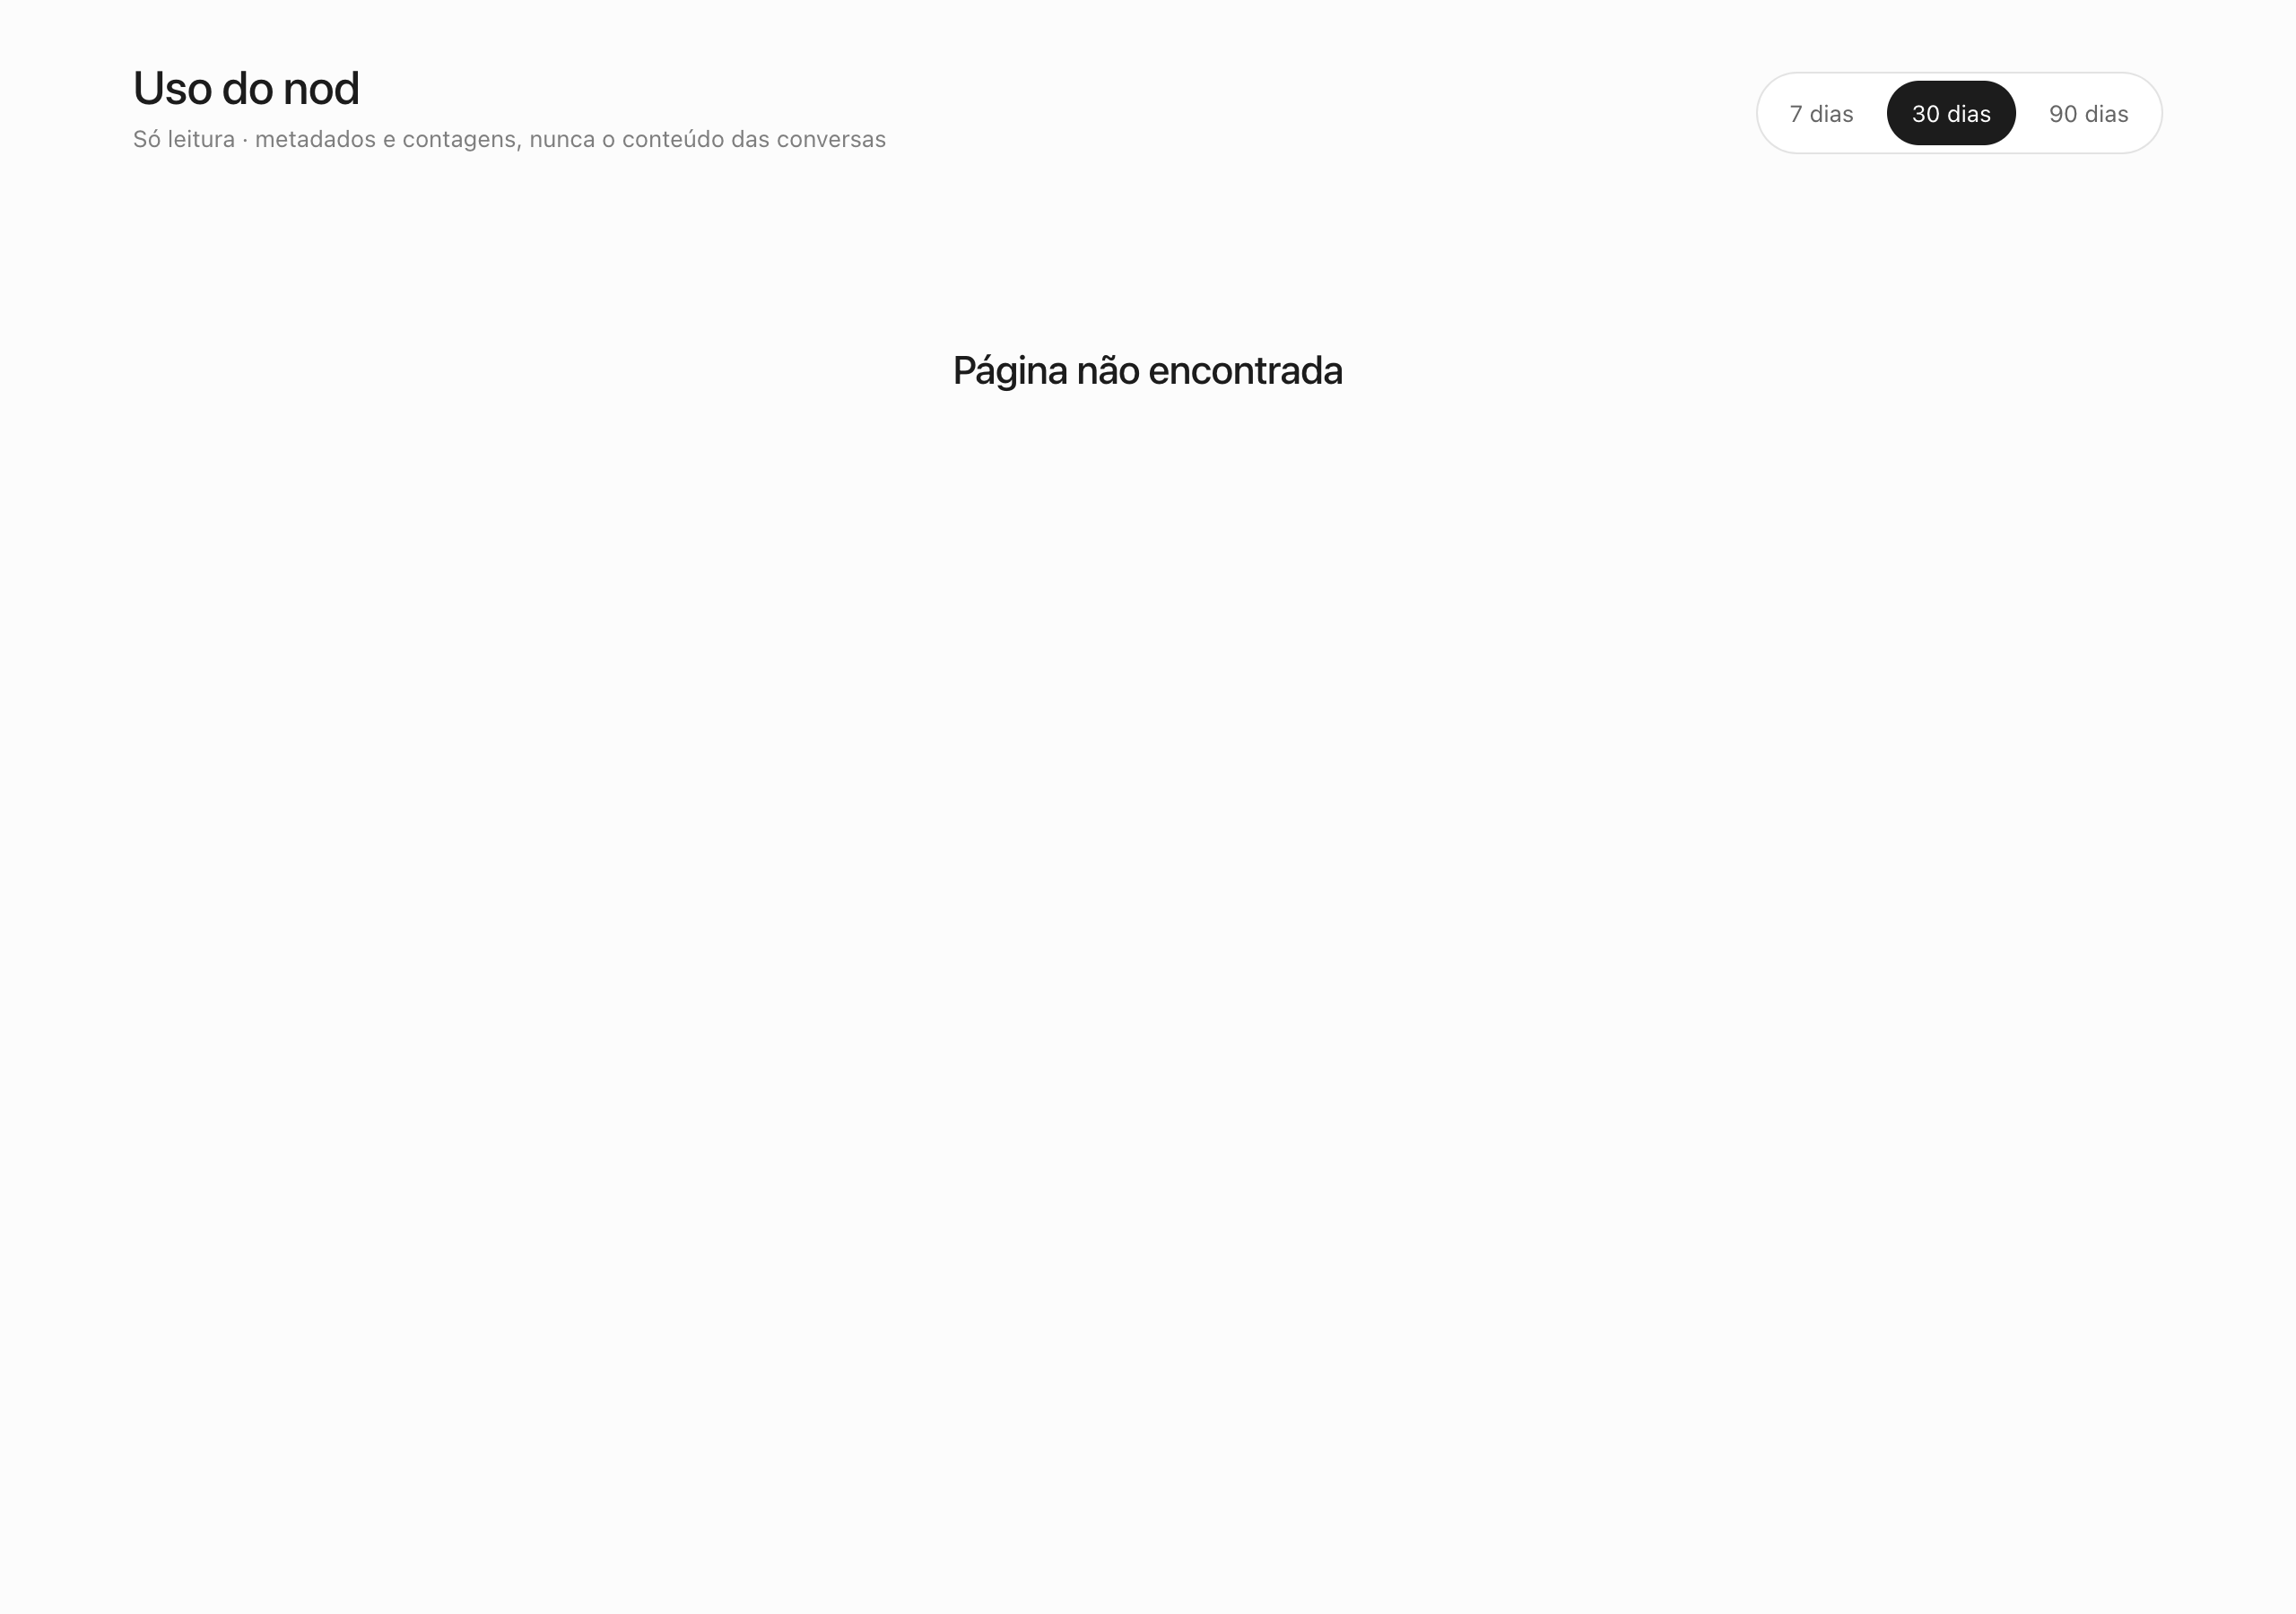 Uso do nod
Só leitura · metadados e contagens, nunca o conteúdo das conversas
7 dias
30 dias
90 dias
Página não encontrada